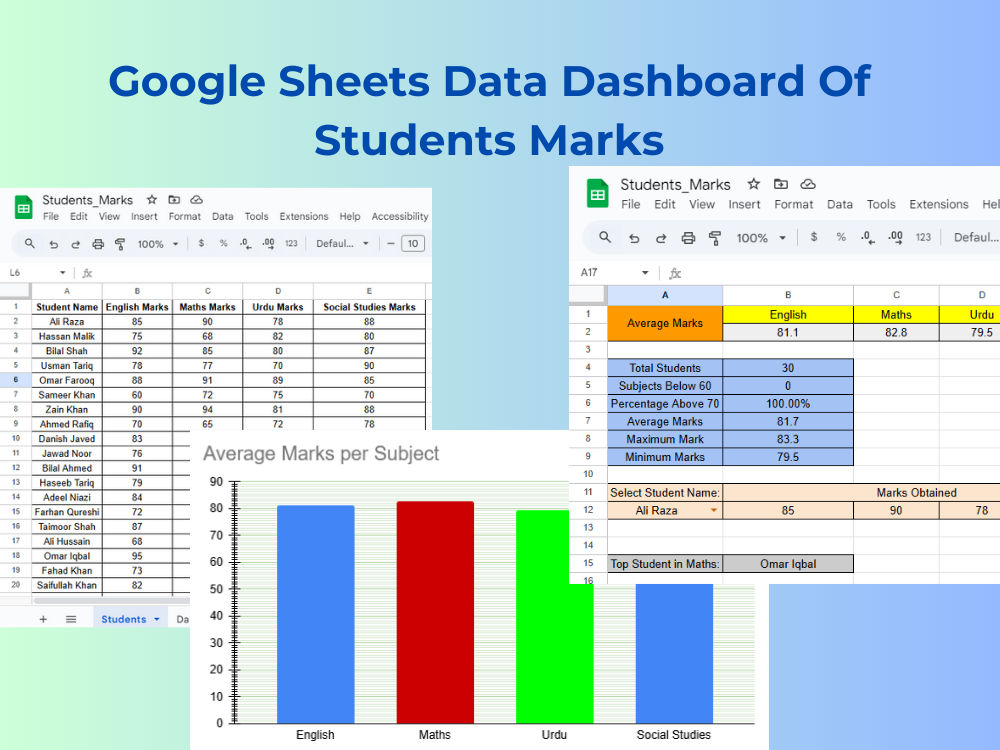 Google Sheets Data Dashboard Of
Students Marks
Students_Marks
File Edit View Insert Format Data Tools Extensions Help Accessibility
100% $ % .0 .00 123 Defaul... 10
L6 fx
A B C D E
1 Student Name English Marks Maths Marks Urdu Marks Social Studies Marks
2 Ali Raza 85 90 78 88
3 Hassan Malik 75 68 82 80
4 Bilal Shah 92 85 80 87
5 Usman Tariq 78 77 70 90
6 Omar Farooq 88 91 89 85
7 Sameer Khan 60 72 75 70
8 Zain Khan 90 94 81 88
9 Ahmed Rafiq 70 65 72 78
10 Danish Javed 83
11 Jawad Noor 76
12 Bilal Ahmed 91
13 Haseeb Tariq 79
14 Adeel Niazi 84
15 Farhan Qureshi 72
16 Taimoor Shah 87
17 Ali Hussain 68
18 Omar Iqbal 95
19 Fahad Khan 73
20 Saifullah Khan 82
Students Da
Students_Marks
File Edit View Insert Format Data Tools Extensions Hel
100% $ % .0 .00 123 Defaul...
A17 fx
A B C D
1 Average Marks English Maths Urdu
2 81.1 82.8 79.5
3
4 Total Students 30
5 Subjects Below 60 0
6 Percentage Above 70 100.00%
7 Average Marks 81.7
8 Maximum Mark 83.3
9 Minimum Marks 79.5
10
11 Select Student Name: Marks Obtained
12 Ali Raza 85 90 78
13
14
15 Top Student in Maths: Omar Iqbal
16
Average Marks per Subject
90
80
70
60
50
40
30
20
10
0
English Maths Urdu Social Studies